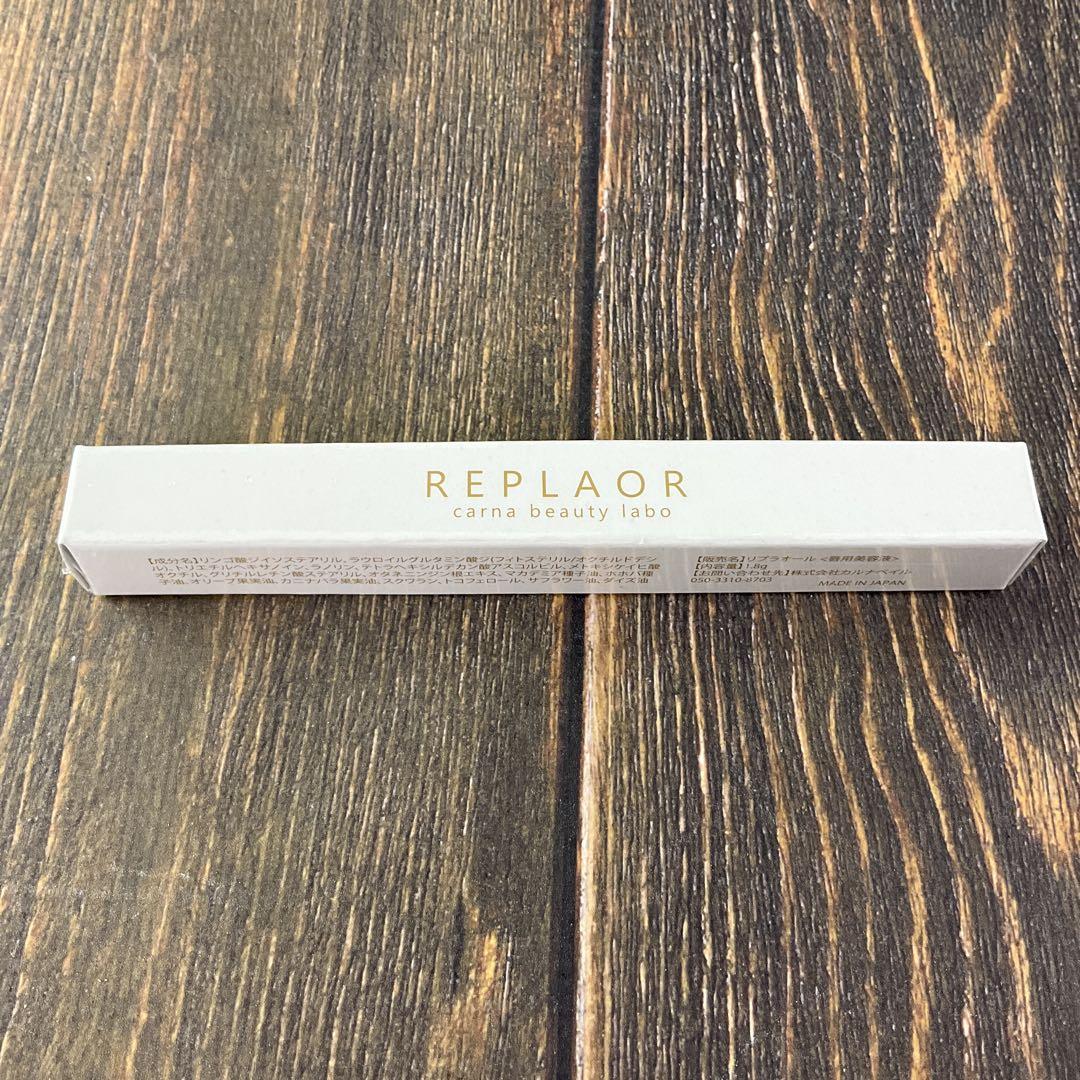 REPLAOR
carna beauty labo
【成分名】リンゴ酸ジイソステアリル、ラウロイルグルタミン酸ジ(フィトステリル/オクチルドデシ
ル)、トリエチルヘキサノイン、ラノリン、テトラヘキシルデカン酸アスコルビル、メトキシケイヒ酸
オクチル、グリチルレチン酸ステアリル、オタネニンジン根エキス、マカデミア種子油、ホホバ種
子油、オリーブ果実油、カニナバラ果実油、スクワラン、トコフェロール、サフラワー油、ダイズ油
【販売名】リプラオール <唇用美容液>
【内容量】1.8g
【お問い合わせ先】株式会社カルナベイル
050-3310-8703
MADE IN JAPAN